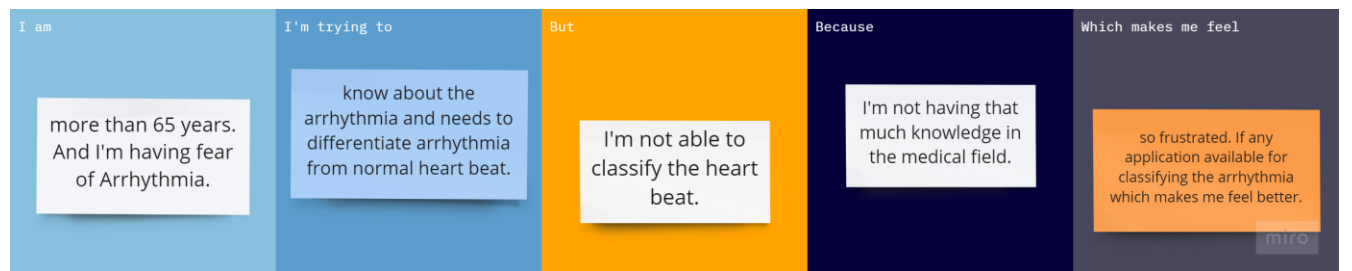 I am
more than 65 years.
And I'm having fear
of Arrhythmia.
I'm trying to
know about the
arrhythmia and needs to
differentiate arrhythmia
from normal heart beat.
But
I'm not able to
classify the heart
beat.
Because
I'm not having that
much knowledge in
the medical field.
Which makes me feel
so frustrated. If any
application available for
classifying the arrhythmia
which makes me feel better.
miro